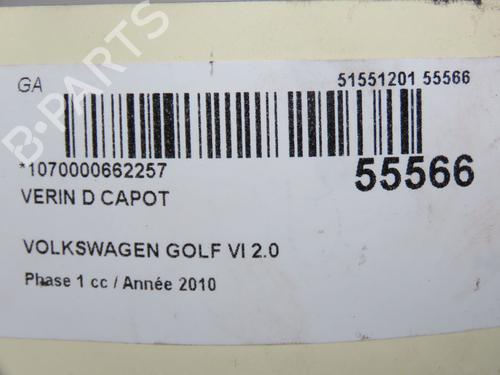 GA
51551201 55566
*1070000662257
55566
VERIN D CAPOT
VOLKSWAGEN GOLF VI 2.0
Phase 1 cc / Année 2010
B-PARTS